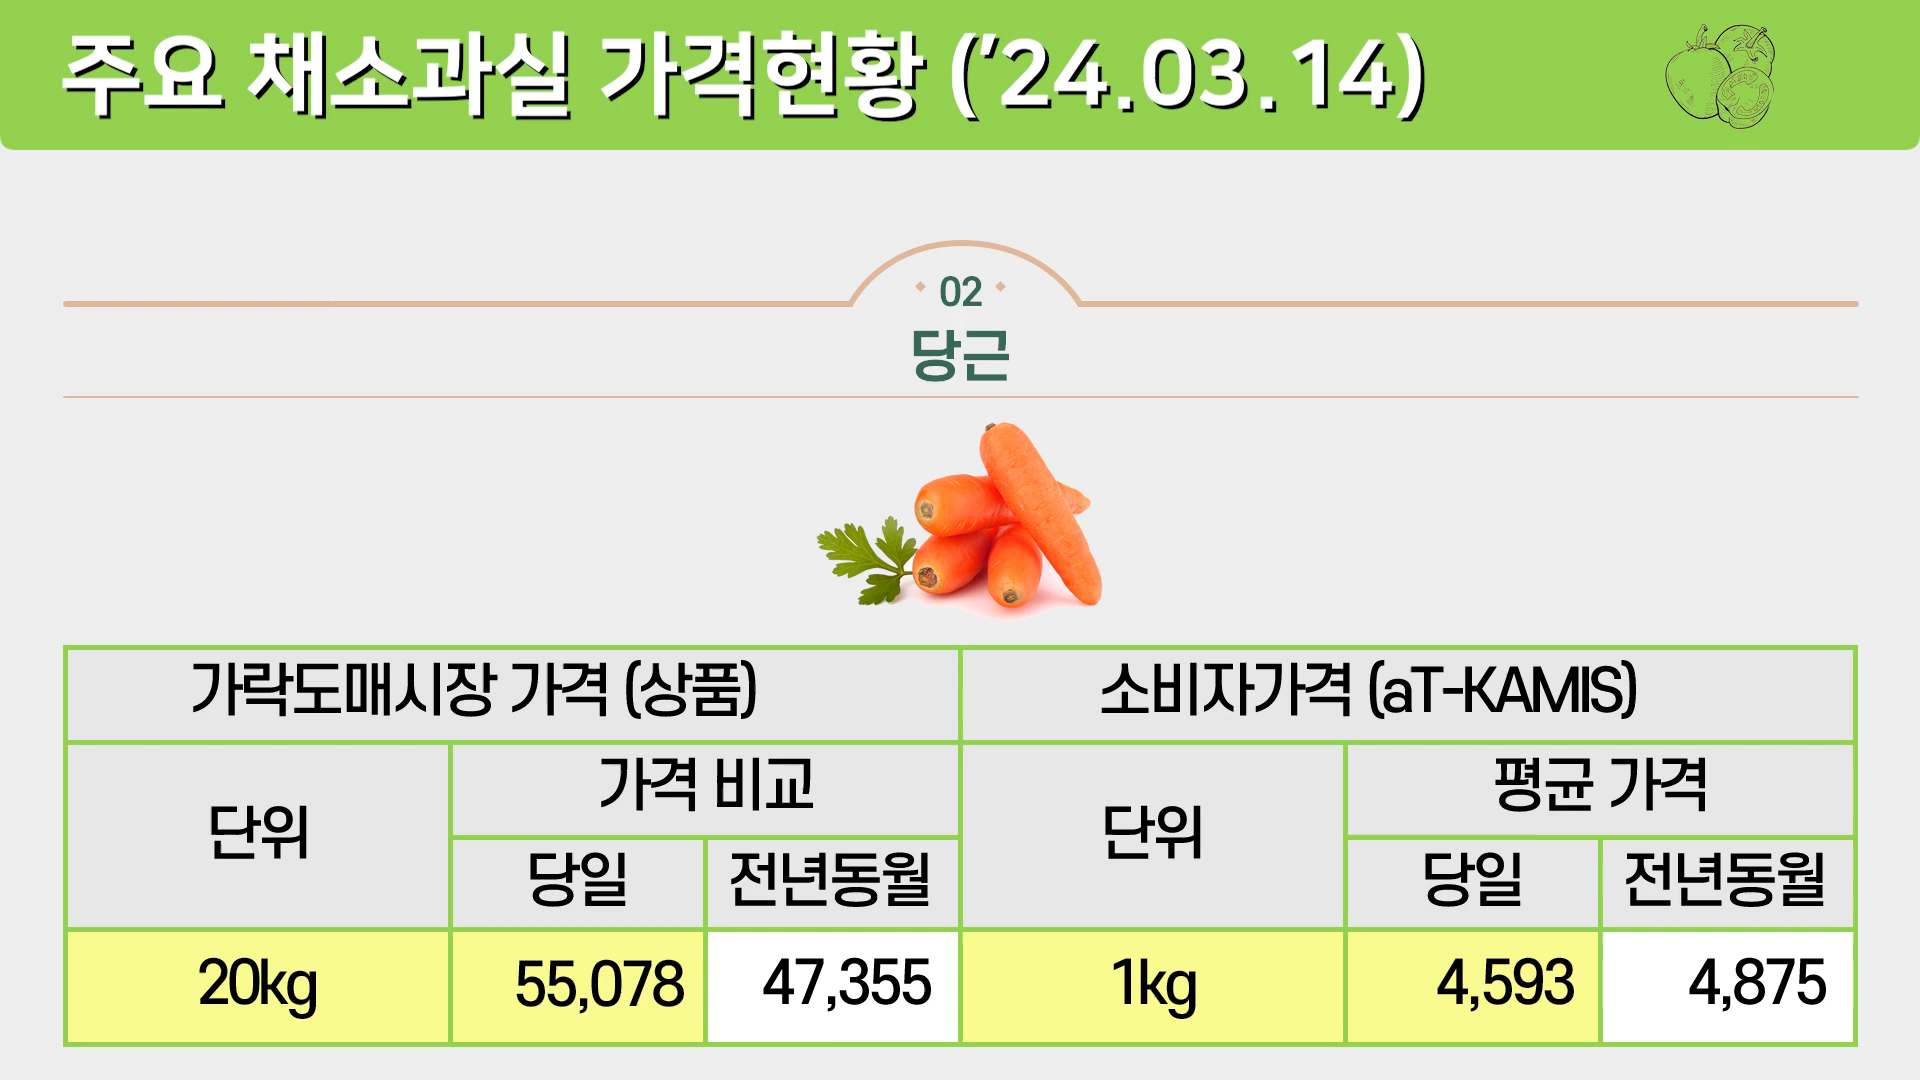 주요 채소과실 가격현황 (’24.03.14)
02
당근
가락도매시장 가격 (상품) 소비자가격 (aT-KAMIS)
단위 가격 비교 단위 평균 가격
당일 전년동월 당일 전년동월
20kg 55,078 47,355 1kg 4,593 4,875